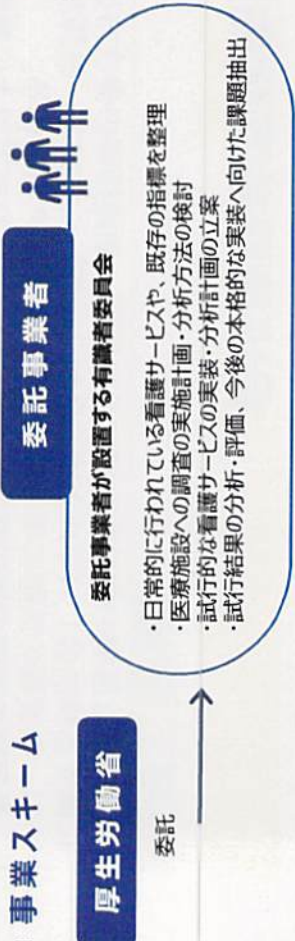 事業スキーム
厚生労働省
委託
委託事業者
委託事業者が設置する有識者委員会
・日常的に行われている看護サービスや、既存の指標を整理
・医療施設への調査の実施計画・分析方法の検討
・試行的な看護サービスの実装・分析計画の立案
・試行結果の分析・評価、今後の本格的な実装へ向けた課題抽出